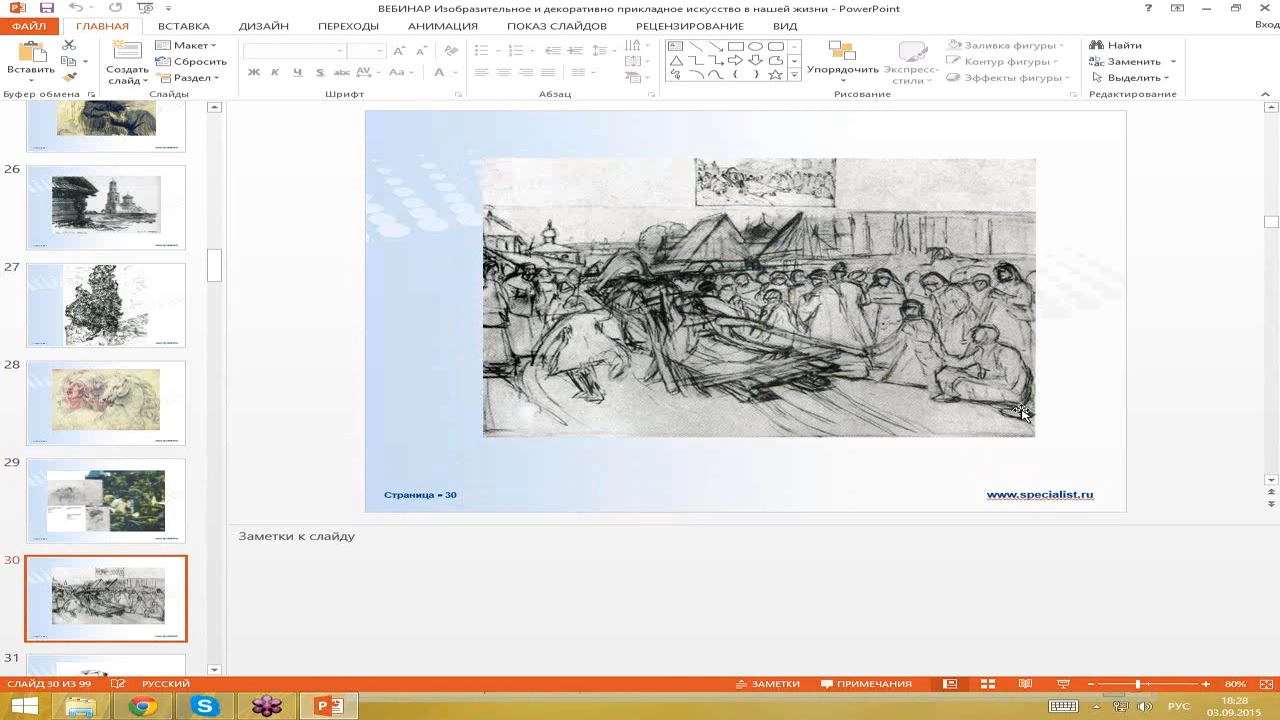 ВЕБИНАР Изобразительное и декоративно прикладное искусство в нашей жизни - PowerPoint
ФАЙЛ ГЛАВНАЯ ВСТАВКА ДИЗАЙН ПЕРЕХОДЫ АНИМАЦИЯ ПОКАЗ СЛАЙДОВ РЕЦЕНЗИРОВАНИЕ ВИД Вход
Вставить
Создать слайд
Макет
Сбросить
Раздел
Упорядочить
Экспресс-стили
Заливка фигуры
Контур фигуры
Эффекты фигуры
Найти
Заменить
Выделить
Буфер обмена Слайды Шрифт Абзац Рисование Редактирование
26
27
28
29
30
31
Страница - 30
www.specialist.ru
Заметки к слайду
СЛАЙД 30 ИЗ 99 РУССКИЙ ЗАМЕТКИ ПРИМЕЧАНИЯ 80%
РУС
18:28
03.09.2015